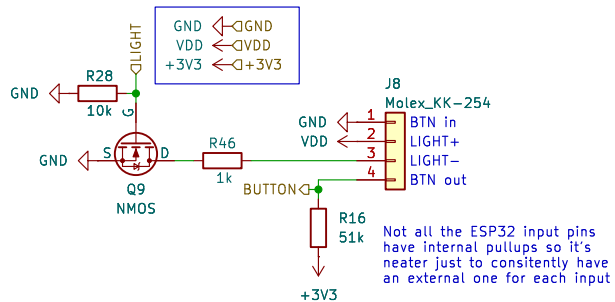 LIGHT
GND GND
VDD VDD
+3V3 +3V3
R28
GND
10k
G
GND
S D
Q9
NMOS
R46
1k
BUTTON
R16
51k
+3V3
J8
Molex_KK-254
GND 1 BTN in
VDD 2 LIGHT+
3 LIGHT-
4 BTN out
Not all the ESP32 input pins
have internal pullups so it's
neater just to consitently have
an external one for each input